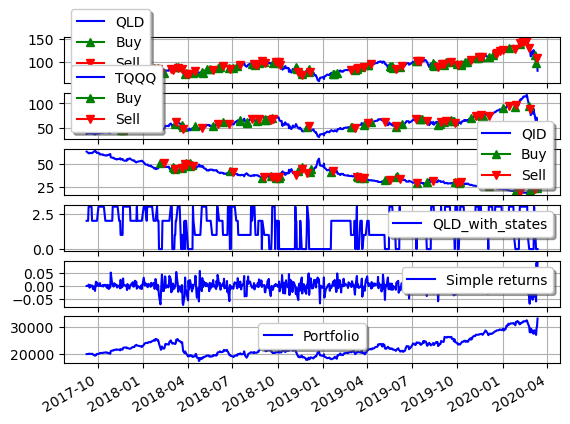 QLD
Buy
Sell
150
100
TQQQ
Buy
Sell
100
50
QID
Buy
Sell
50
25
QLD_with_states
2.5
0.0
Simple returns
0.05
0.00
−0.05
Portfolio
30000
20000
2017-10
2018-01
2018-04
2018-07
2018-10
2019-01
2019-04
2019-07
2019-10
2020-01
2020-04